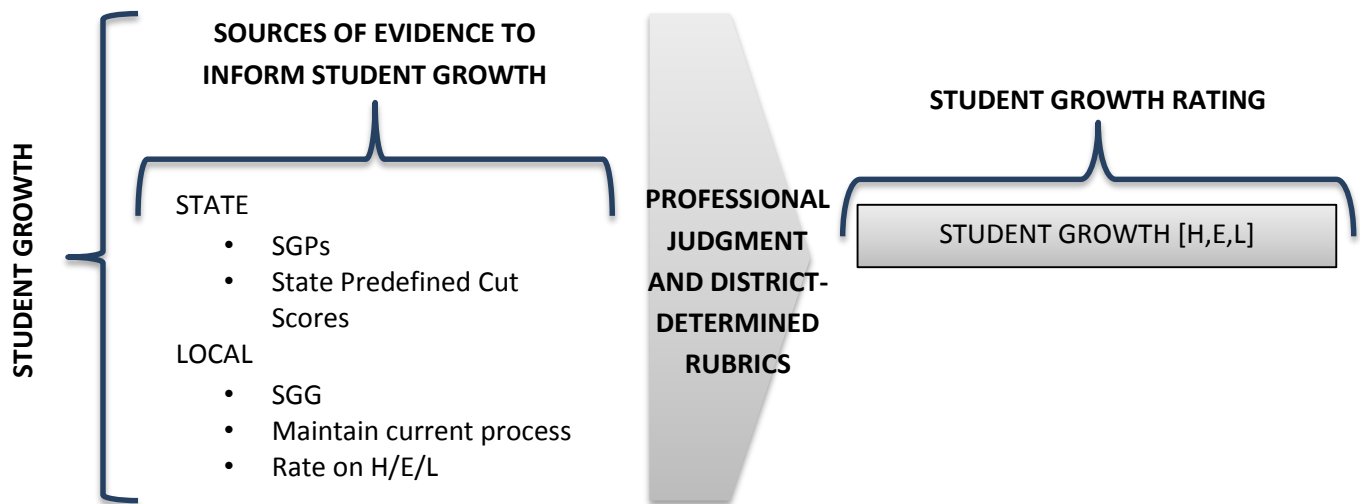 STUDENT GROWTH
SOURCES OF EVIDENCE TO
INFORM STUDENT GROWTH
STATE
• SGPs
• State Predefined Cut
Scores
LOCAL
• SGG
• Maintain current process
• Rate on H/E/L
PROFESSIONAL
JUDGMENT
AND DISTRICT-
DETERMINED
RUBRICS
STUDENT GROWTH RATING
STUDENT GROWTH [H,E,L]